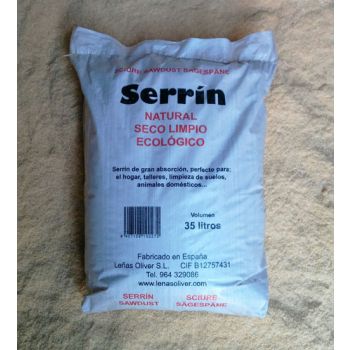 SCIURE SAWDUST SÄGESPÄNE
Serrín
NATURAL
SECO LIMPIO
ECOLÓGICO
Serrín de gran absorción, perfecto para;
el hogar, talleres, limpieza de suelos,
animales domésticos...
Volumen
35 litros
Fabricado en España
Leñas Oliver S.L. CIF B12757431
Tel. 964 329086
www.lenasoliver.com
SERRÍN SCIURE
SAWDUST SÄGESPÄNE